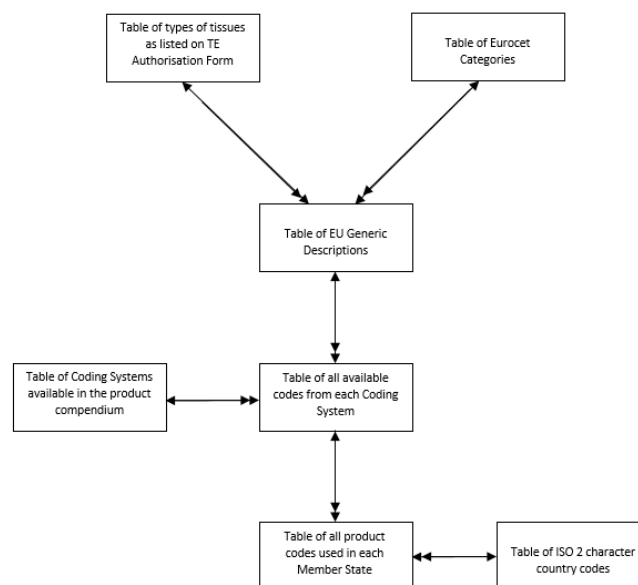 Table of types of tissues
as listed on TE
Authorisation Form
Table of Eurocet
Categories
Table of EU Generic
Descriptions
Table of Coding Systems
available in the product
compendium
Table of all available
codes from each Coding
System
Table of all product
codes used in each
Member State
Table of ISO 2 character
country codes